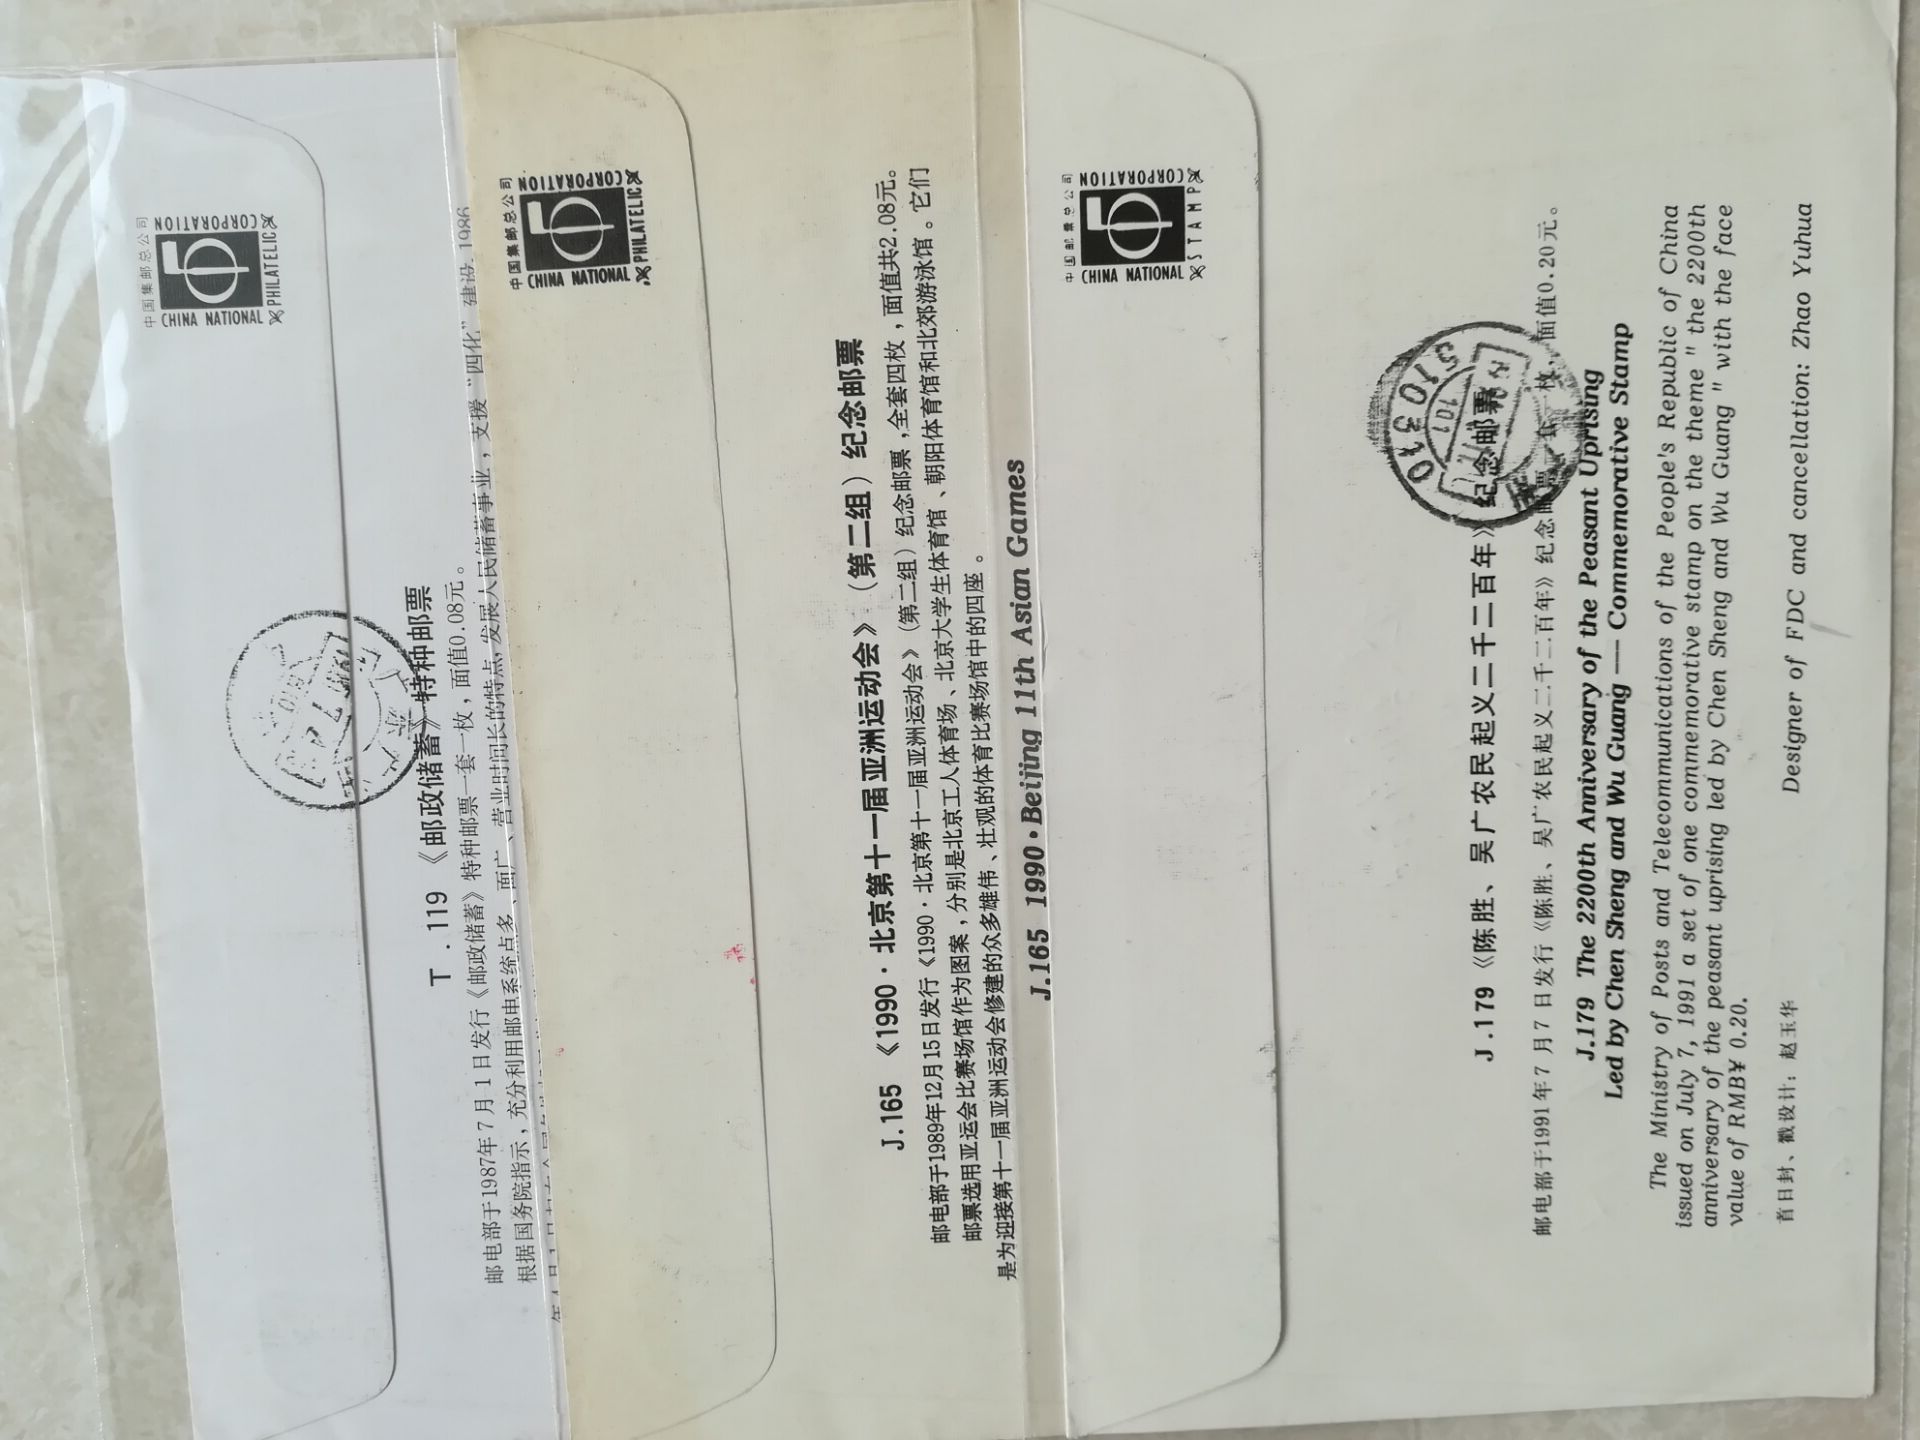 中国集邮总公司
CHINA NATIONAL
PHILATELIC
CORPORATION
T.119 《邮政储蓄》特种邮票
邮电部于1987年7月1日发行《邮政储蓄》特种邮票一套一枚，面值0.08元。
根据国务院指示，充分利用邮电系统点多、面广、营业时间长的特点，发展人民储蓄事业，支援“四化”建设，1986
中国集邮总公司
CHINA NATIONAL
PHILATELIC
CORPORATION
J.165 《1990·北京第十一届亚洲运动会》（第二组）纪念邮票
邮电部于1989年12月15日发行《1990·北京第十一届亚洲运动会》（第二组）纪念邮票，全套四枚，面值共2.08元。
邮票选用亚运会比赛场馆作为图案，分别是北京工人体育场、北京大学生体育馆、朝阳体育馆和北郊游泳馆。它们
是为迎接第十一届亚洲运动会修建的众多雄伟、壮观的体育比赛场馆中的四座。
J.165 1990·Beijing 11th Asian Games
中国邮票总公司
CHINA NATIONAL
STAMP
CORPORATION
J.179 《陈胜、吴广农民起义二千二百年》纪念邮票
邮电部于1991年7月7日发行《陈胜、吴广农民起义二千二百年》纪念邮票一套一枚，面值0.20元。
J.179 The 2200th Anniversary of the Peasant Uprising
Led by Chen Sheng and Wu Guang — Commemorative Stamp
The Ministry of Posts and Telecommunications of the People's Republic of China
issued on July 7, 1991 a set of one commemorative stamp on the theme " the 2200th
anniversary of the peasant uprising led by Chen Sheng and Wu Guang " with the face
value of RMB¥ 0.20.
首日封、戳设计：赵玉华
Designer of FDC and cancellation: Zhao Yuhua